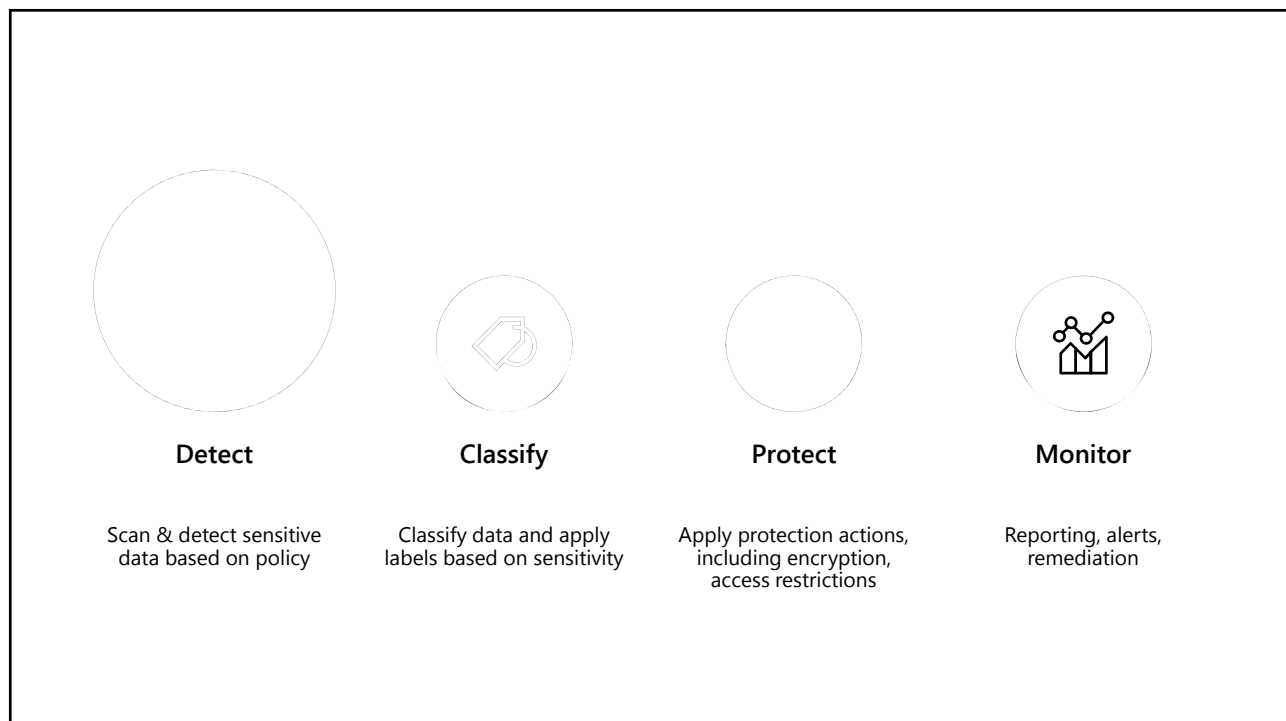 Detect
Scan & detect sensitive
data based on policy
Classify
Classify data and apply
labels based on sensitivity
Protect
Apply protection actions,
including encryption,
access restrictions
Monitor
Reporting, alerts,
remediation